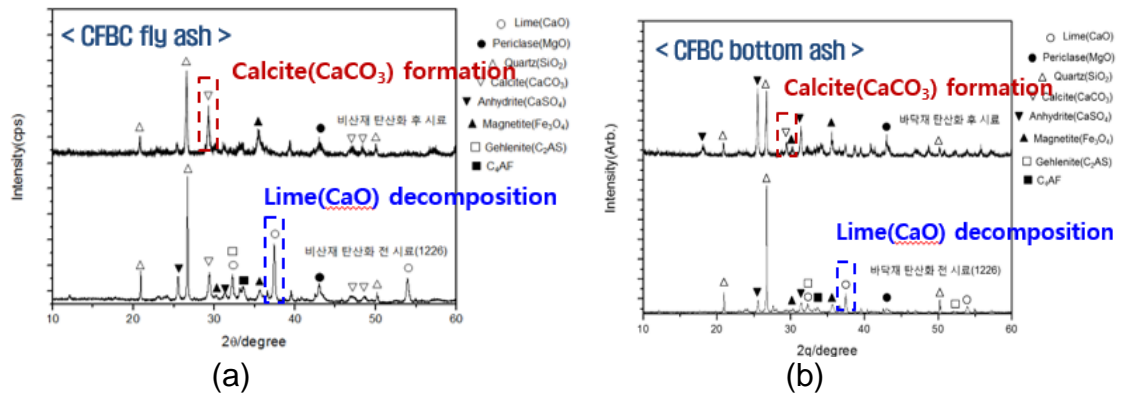 < CFBC fly ash >
Calcite(CaCO₃) formation
비산재 탄산화 후 시료
Lime(CaO) decomposition
비산재 탄산화 전 시료(1226)
Lime(CaO)
Periclase(MgO)
Quartz(SiO₂)
Calcite(CaCO₃)
Anhydrite(CaSO₄)
Magnetite(Fe₃O₄)
Gehlenite(C₂AS)
C₄AF
Intensity(cps)
10 20 30 40 50 60
2θ/degree
(a)
< CFBC bottom ash >
Calcite(CaCO₃) formation
바닥재 탄산화 후 시료
Lime(CaO) decomposition
바닥재 탄산화 전 시료(1226)
Lime(CaO)
Periclase(MgO)
Quartz(SiO₂)
Calcite(CaCO₃)
Anhydrite(CaSO₄)
Magnetite(Fe₃O₄)
Gehlenite(C₂AS)
C₄AF
Intensity(Arb.)
10 20 30 40 50 60
2q/degree
(b)